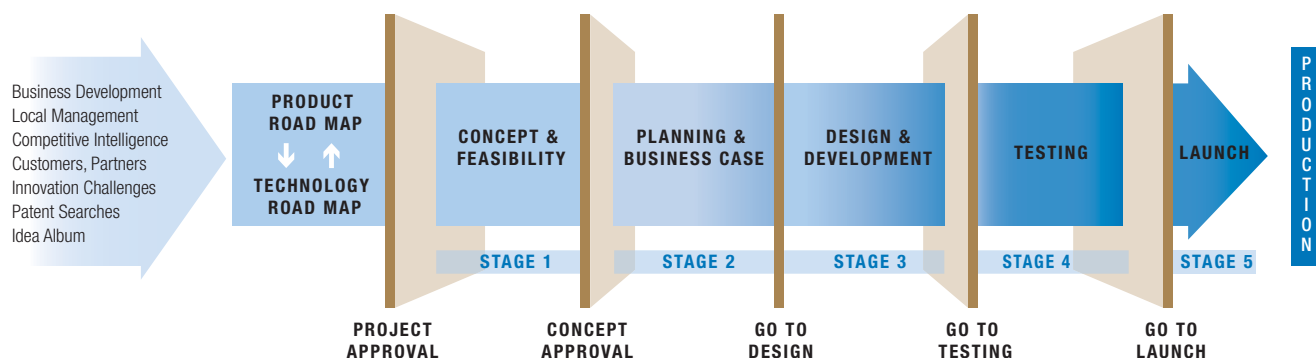 Business Development
Local Management
Competitive Intelligence
Customers, Partners
Innovation Challenges
Patent Searches
Idea Album
PRODUCT
ROAD MAP
TECHNOLOGY
ROAD MAP
CONCEPT &
FEASIBILITY
PLANNING &
BUSINESS CASE
DESIGN &
DEVELOPMENT
TESTING
LAUNCH
PRODUCTION
STAGE 1
STAGE 2
STAGE 3
STAGE 4
STAGE 5
PROJECT
APPROVAL
CONCEPT
APPROVAL
GO TO
DESIGN
GO TO
TESTING
GO TO
LAUNCH